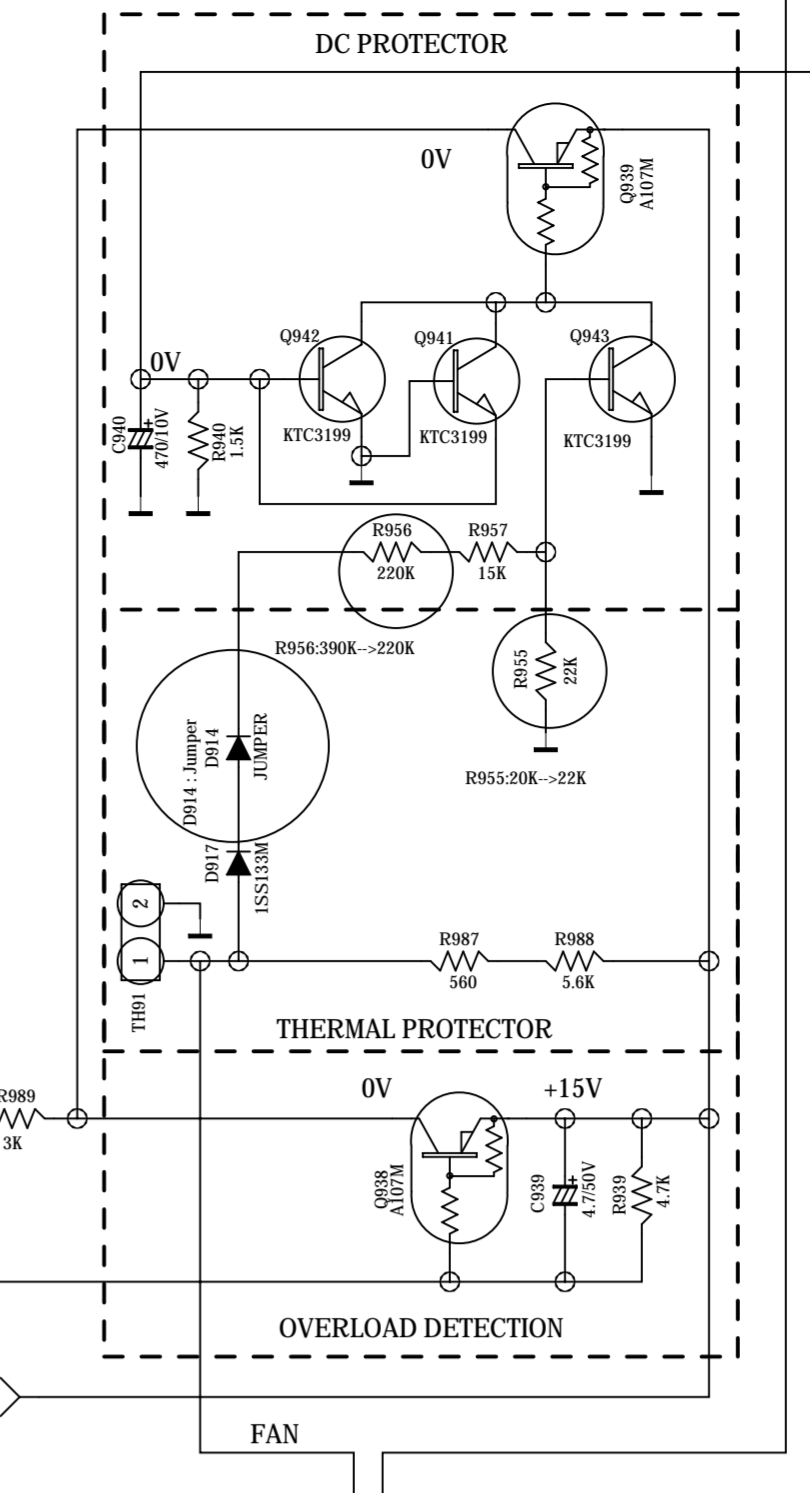 DC PROTECTOR
0V
Q939
A107M
Q942
Q941
Q943
0V
C940
470/10V
+
R940
1.5K
KTC3199
KTC3199
KTC3199
R956
220K
R957
15K
R956:390K-->220K
R955
22K
R955:20K-->22K
D914 : Jumper
D914
JUMPER
D917
1SS133M
2
1
TH91
R987
560
R988
5.6K
THERMAL PROTECTOR
R989
3K
0V
+15V
Q938
A107M
C939
4.7/50V
+
R939
4.7K
OVERLOAD DETECTION
FAN